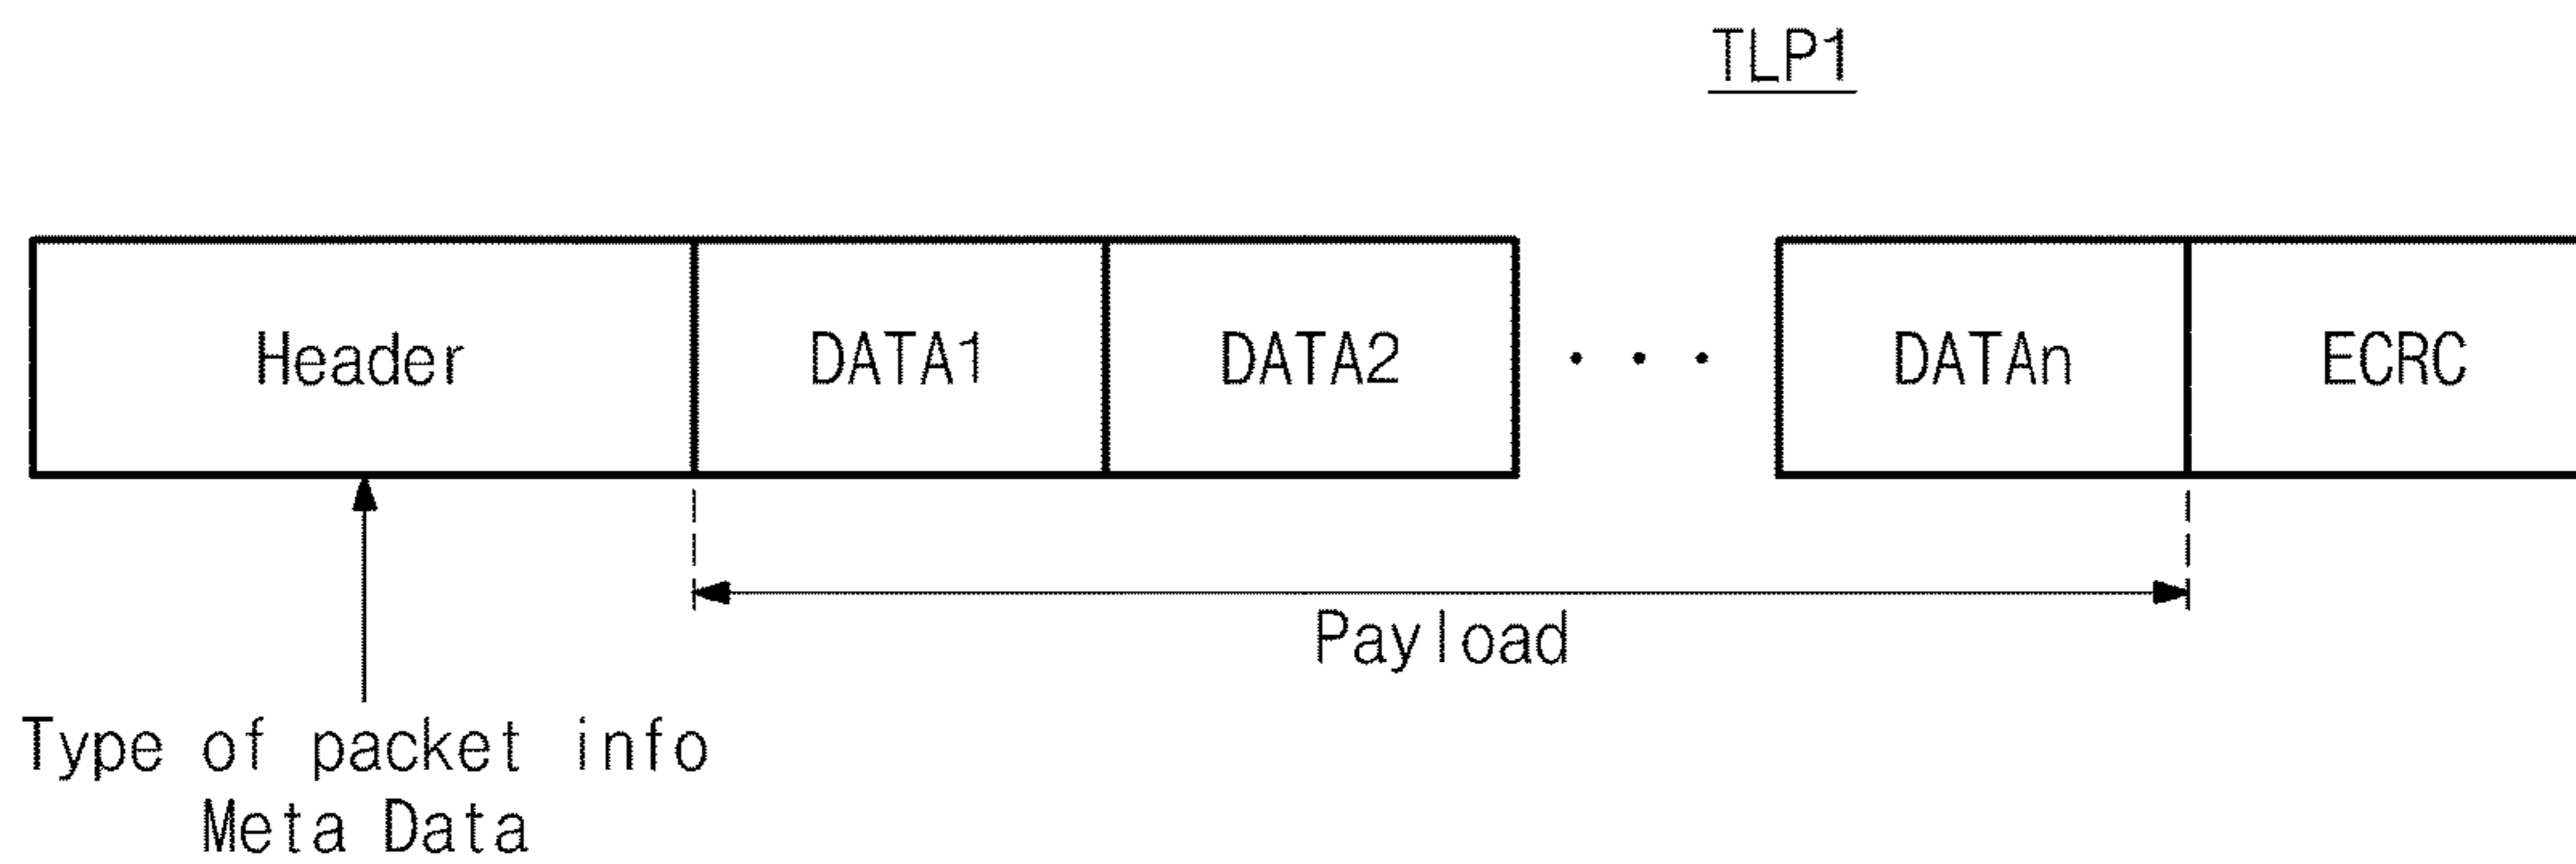 TLP1
Header DATA1 DATA2 · · · DATAn ECRC
Payload
Type of packet info
Meta Data